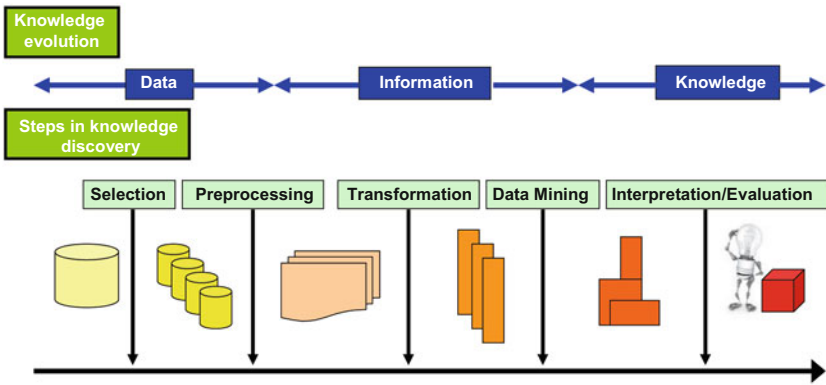 Knowledge
evolution
Data
Information
Knowledge
Steps in knowledge
discovery
Selection
Preprocessing
Transformation
Data Mining
Interpretation/Evaluation